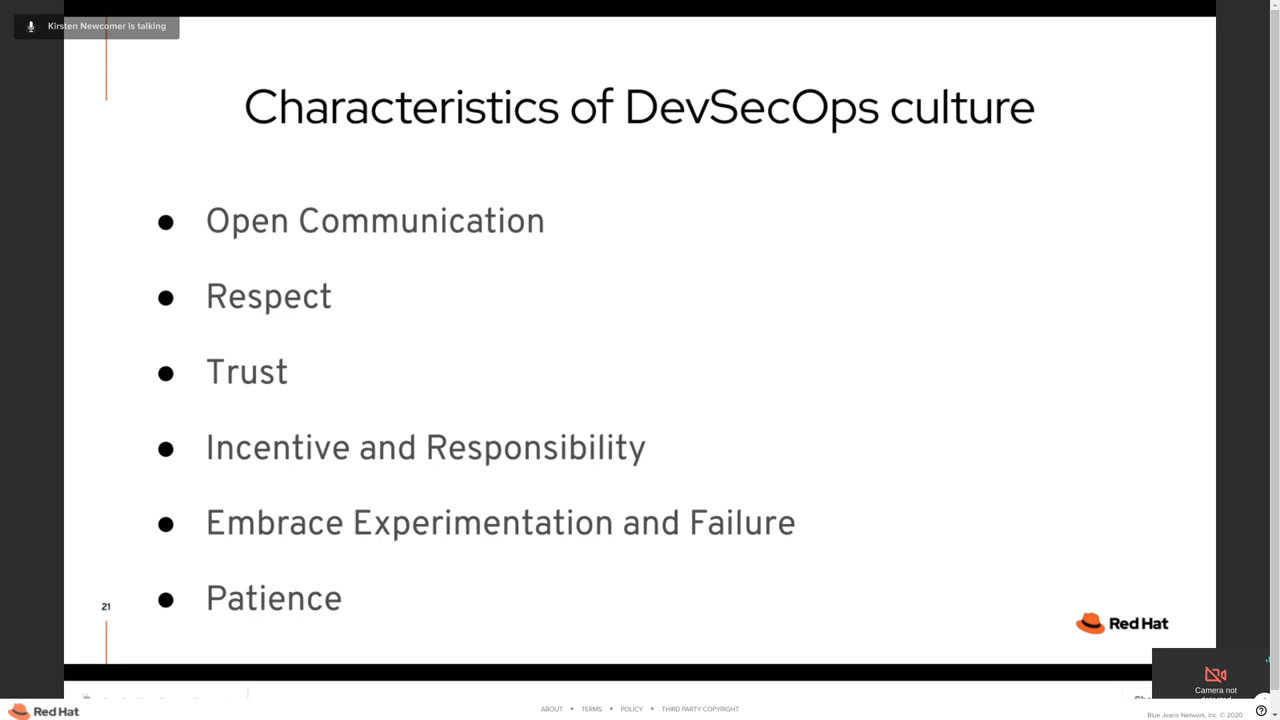 Kirsten Newcomer is talking
Characteristics of DevSecOps culture
● Open Communication
● Respect
● Trust
● Incentive and Responsibility
● Embrace Experimentation and Failure
● Patience
21
Red Hat
Camera not
Red Hat
ABOUT • TERMS • POLICY • THIRD PARTY COPYRIGHT
Blue Jeans Network, Inc. © 2020